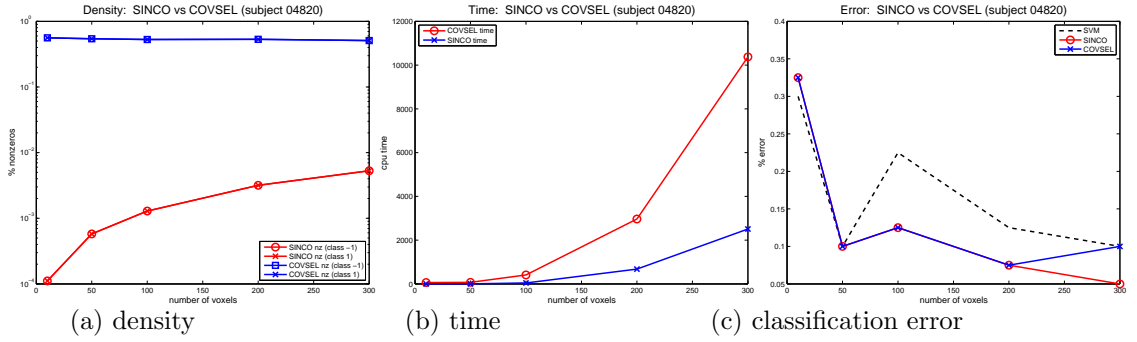 Density: SINCO vs COVSEL (subject 04820)
10^0
10^-1
10^-2
10^-3
10^-4
% nonzeros
SINCO nz (class -1)
SINCO nz (class 1)
COVSEL nz (class -1)
COVSEL nz (class 1)
0 50 100 150 200 250 300
number of voxels
(a) density
Time: SINCO vs COVSEL (subject 04820)
12000
10000
8000
6000
4000
2000
0
cpu time
COVSEL time
SINCO time
0 50 100 150 200 250 300
number of voxels
(b) time
Error: SINCO vs COVSEL (subject 04820)
0.4
0.35
0.3
0.25
0.2
0.15
0.1
0.05
% error
SVM
SINCO
COVSEL
0 50 100 150 200 250 300
number of voxels
(c) classification error